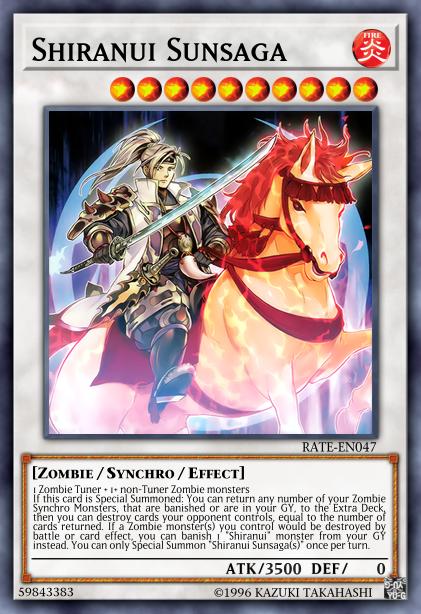 SHIRANUI SUNSAGA
FIRE
炎
RATE-EN047
[ZOMBIE / SYNCHRO / EFFECT]
1 Zombie Tuner + 1+ non-Tuner Zombie monsters
If this card is Special Summoned: You can return any number of your Zombie
Synchro Monsters, that are banished or are in your GY, to the Extra Deck,
then you can destroy cards your opponent controls, equal to the number of
cards returned. If a Zombie monster(s) you control would be destroyed by
battle or card effect, you can banish 1 "Shiranui" monster from your GY
instead. You can only Special Summon "Shiranui Sunsaga(s)" once per turn.
ATK/3500 DEF/ 0
59843383
©1996 KAZUKI TAKAHASHI